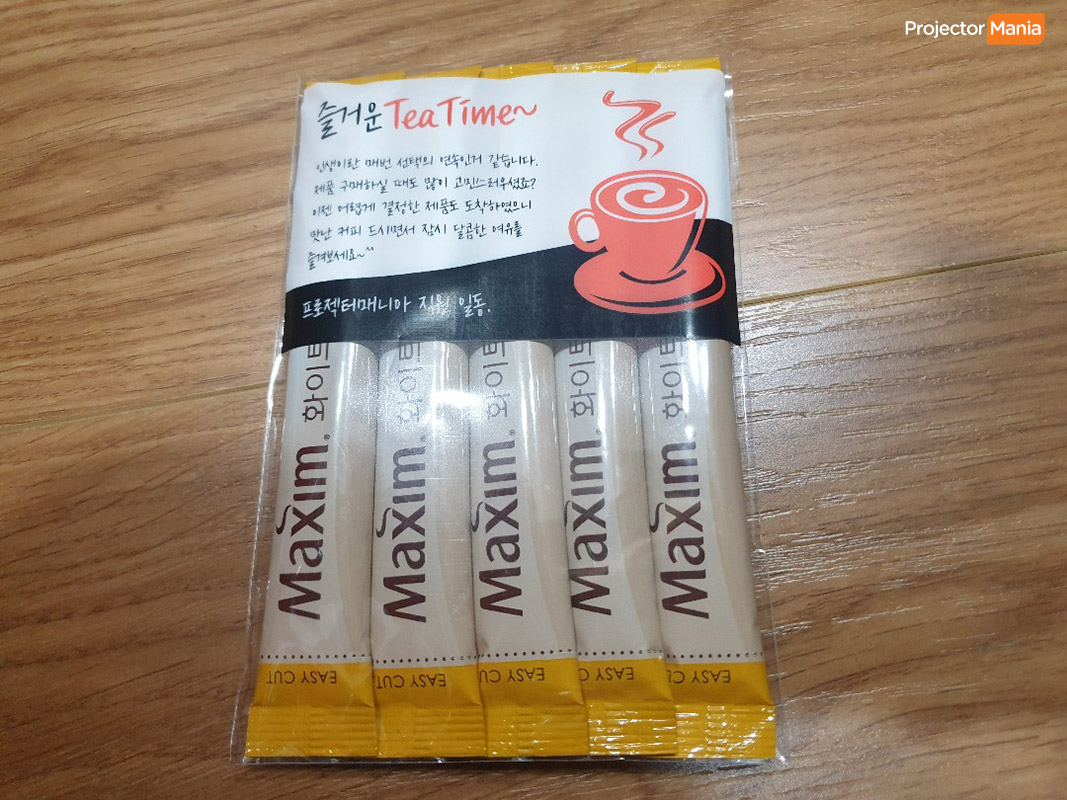 Projector Mania
즐거운 Tea Time~
인생이란 매번 선택의 연속인거 같습니다.
제품 구매하실 때도 많이 고민스러우셨죠?
이젠 어렵게 결정한 제품도 도착하였으니
맛난 커피 드시면서 잠시 달콤한 여유를
즐겨보세요~^^
프로젝터매니아 직원 일동.
Maxim. 화이트
Maxim. 화이트
Maxim. 화이트
Maxim. 화이트
Maxim. 화이트
EASY CUT
EASY CUT
EASY CUT
EASY CUT
EASY CUT